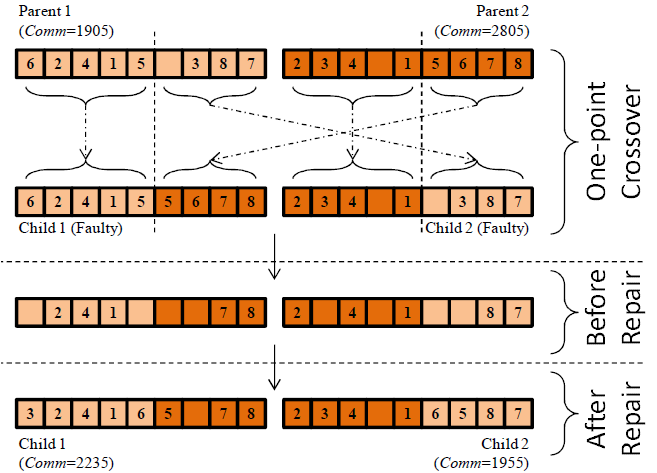 Parent 1
(Comm=1905)
Parent 2
(Comm=2805)
6 2 4 1 5 3 8 7
2 3 4 1 5 6 7 8
One-point
Crossover
6 2 4 1 5 5 6 7 8
2 3 4 1 3 8 7
Child 1 (Faulty)
Child 2 (Faulty)
2 4 1 7 8
2 4 1 8 7
Before
Repair
3 2 4 1 6 5 7 8
2 3 4 1 6 5 8 7
After
Repair
Child 1
(Comm=2235)
Child 2
(Comm=1955)